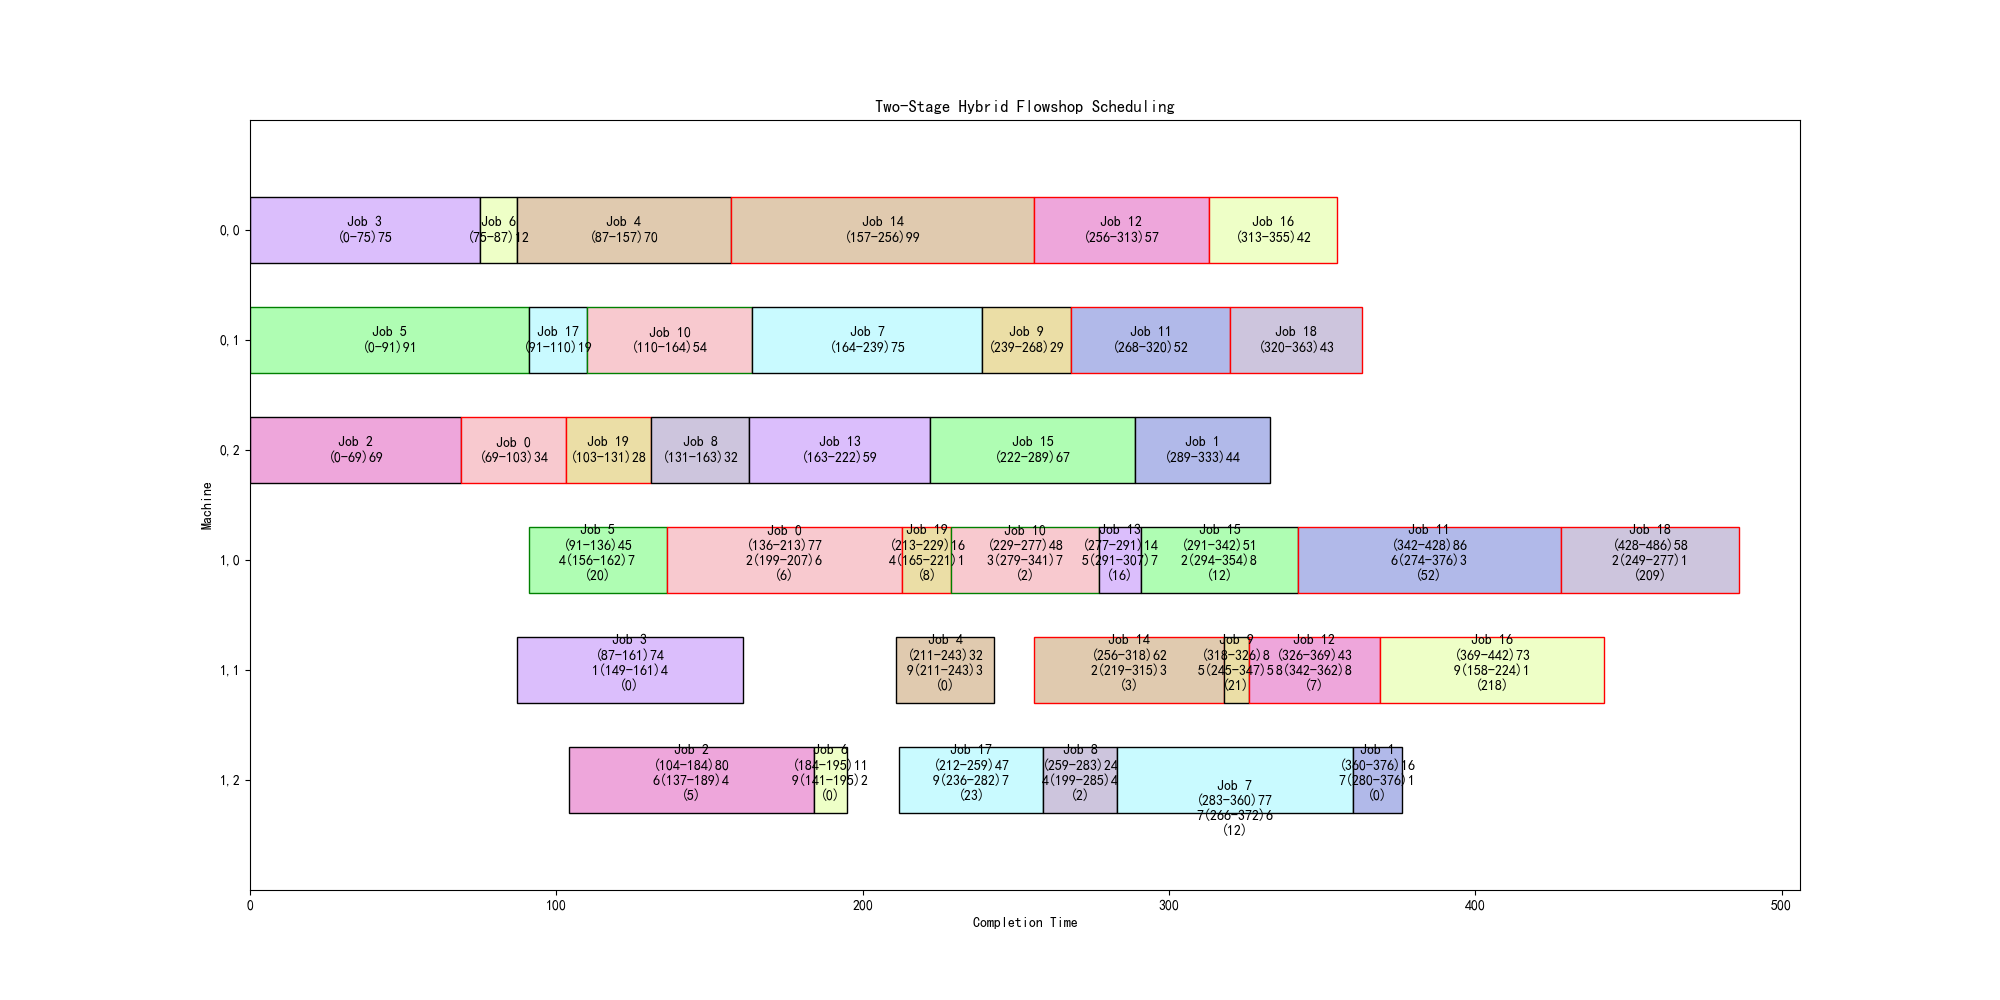 Two-Stage Hybrid Flowshop Scheduling
Machine
0,0
Job 3
(0-75)75
Job 6
(75-87)12
Job 4
(87-157)70
Job 14
(157-256)99
Job 12
(256-313)57
Job 16
(313-355)42
0,1
Job 5
(0-91)91
Job 17
(91-110)19
Job 10
(110-164)54
Job 7
(164-239)75
Job 9
(239-268)29
Job 11
(268-320)52
Job 18
(320-363)43
0,2
Job 2
(0-69)69
Job 0
(69-103)34
Job 19
(103-131)28
Job 8
(131-163)32
Job 13
(163-222)59
Job 15
(222-289)67
Job 1
(289-333)44
1,0
Job 5
(91-136)45
4(156-162)7
(20)
Job 0
(136-213)77
2(199-207)6
(6)
Job 19
(213-229)16
4(165-221)1
(8)
Job 10
(229-277)48
3(279-341)7
(2)
Job 13
(277-291)14
5(291-307)7
(16)
Job 15
(291-342)51
2(294-354)8
(12)
Job 11
(342-428)86
6(274-376)3
(52)
Job 18
(428-486)58
2(249-277)1
(209)
1,1
Job 3
(87-161)74
1(149-161)4
(0)
Job 4
(211-243)32
9(211-243)3
(0)
Job 14
(256-318)62
2(219-315)3
(3)
Job 9
(318-326)8
5(245-347)5
(21)
Job 12
(326-369)43
8(342-362)8
(7)
Job 16
(369-442)73
9(158-224)1
(218)
1,2
Job 2
(104-184)80
6(137-189)4
(5)
Job 6
(184-195)11
9(141-195)2
(0)
Job 17
(212-259)47
9(236-282)7
(23)
Job 8
(259-283)24
4(199-285)4
(2)
Job 7
(283-360)77
7(266-372)6
(12)
Job 1
(360-376)16
7(280-376)1
(0)
0
100
200
300
400
500
Completion Time